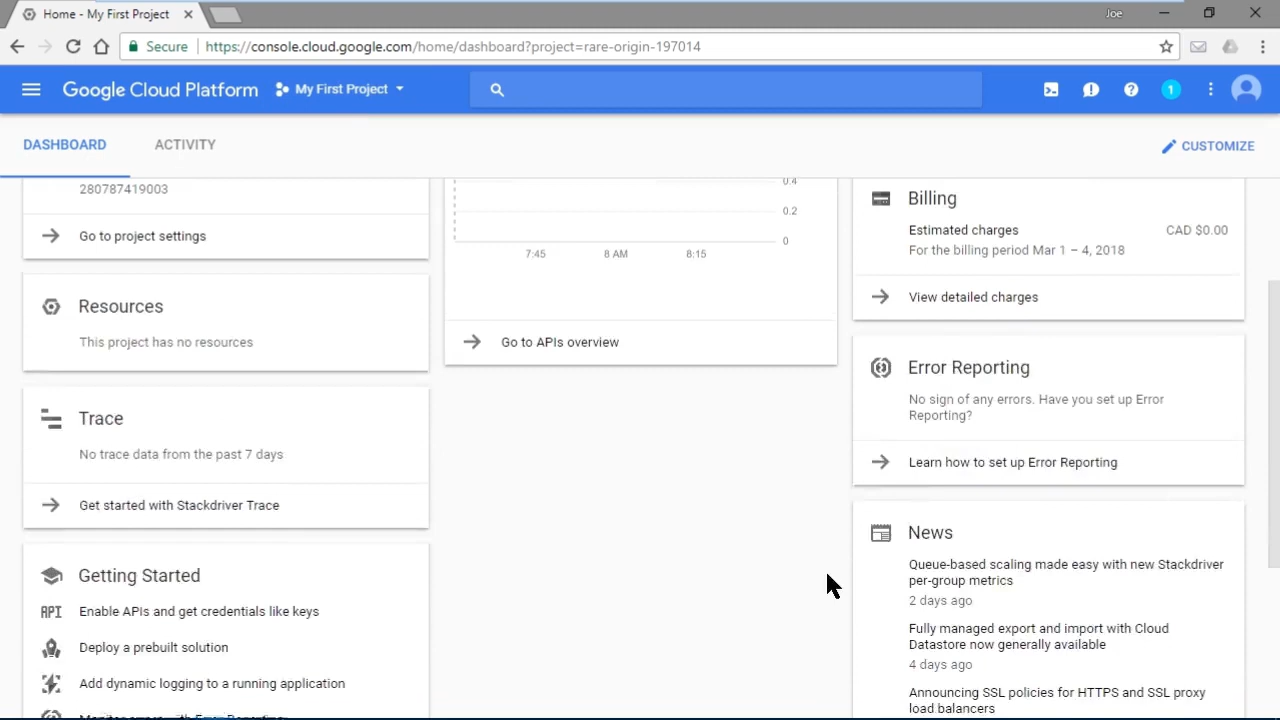 Home - My First Project
Joe
Secure
https://console.cloud.google.com/home/dashboard?project=rare-origin-197014
Google Cloud Platform
My First Project
1
DASHBOARD
ACTIVITY
CUSTOMIZE
280787419003
Go to project settings
Resources
This project has no resources
Trace
No trace data from the past 7 days
Get started with Stackdriver Trace
Getting Started
API
Enable APIs and get credentials like keys
Deploy a prebuilt solution
Add dynamic logging to a running application
Monitor errors with Error Reporting
0.4
0.2
0
7:45
8 AM
8:15
Go to APIs overview
Billing
Estimated charges
CAD $0.00
For the billing period Mar 1 – 4, 2018
View detailed charges
Error Reporting
No sign of any errors. Have you set up Error
Reporting?
Learn how to set up Error Reporting
News
Queue-based scaling made easy with new Stackdriver
per-group metrics
2 days ago
Fully managed export and import with Cloud
Datastore now generally available
4 days ago
Announcing SSL policies for HTTPS and SSL proxy
load balancers